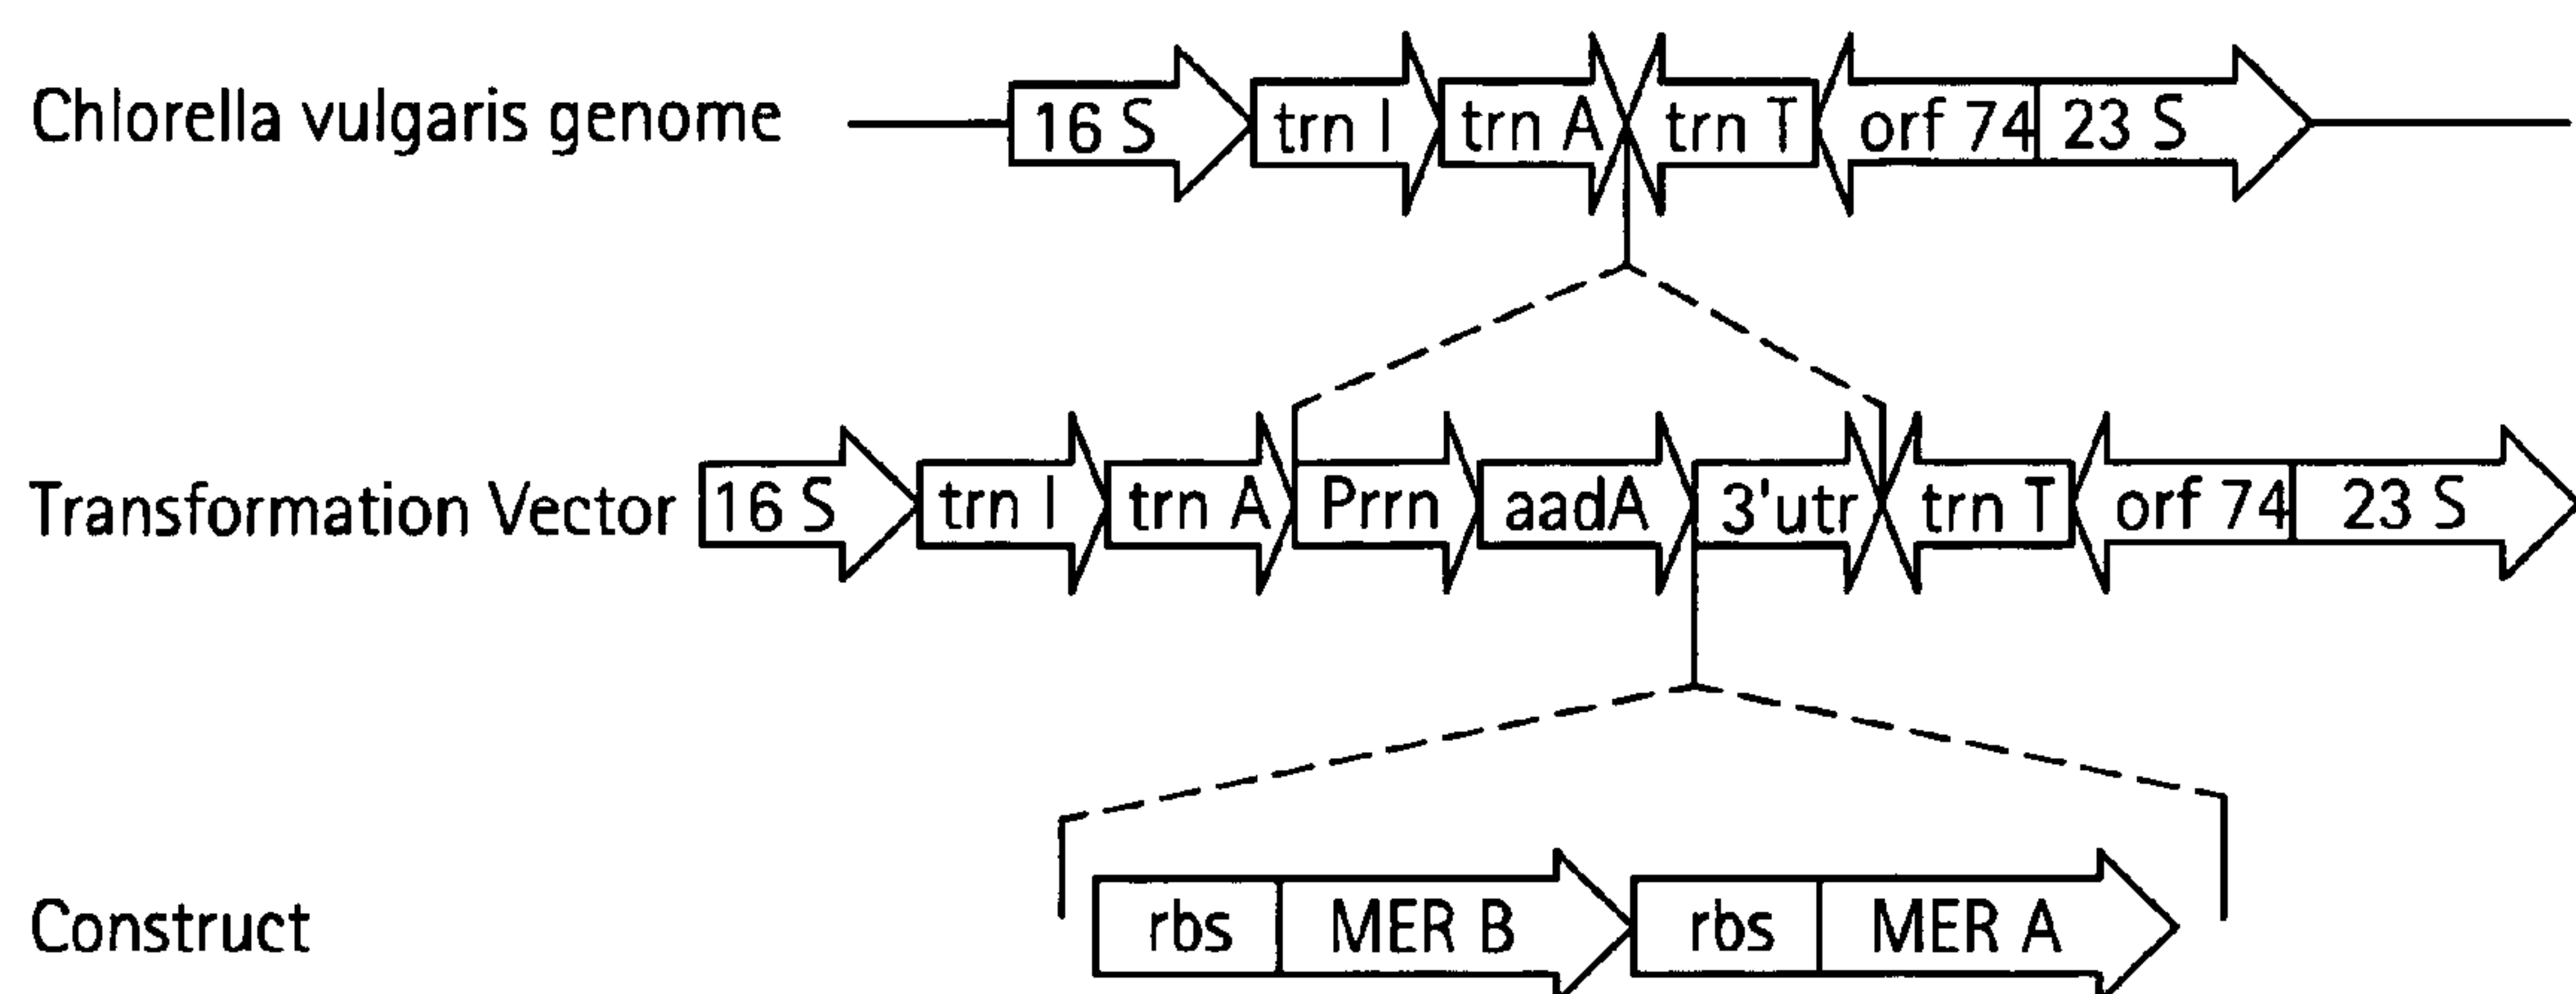 Chlorella vulgaris genome 16 S trn I trn A trn T orf 74 23 S
Transformation Vector 16 S trn I trn A Prrn aadA 3'utr trn T orf 74 23 S
Construct rbs MER B rbs MER A